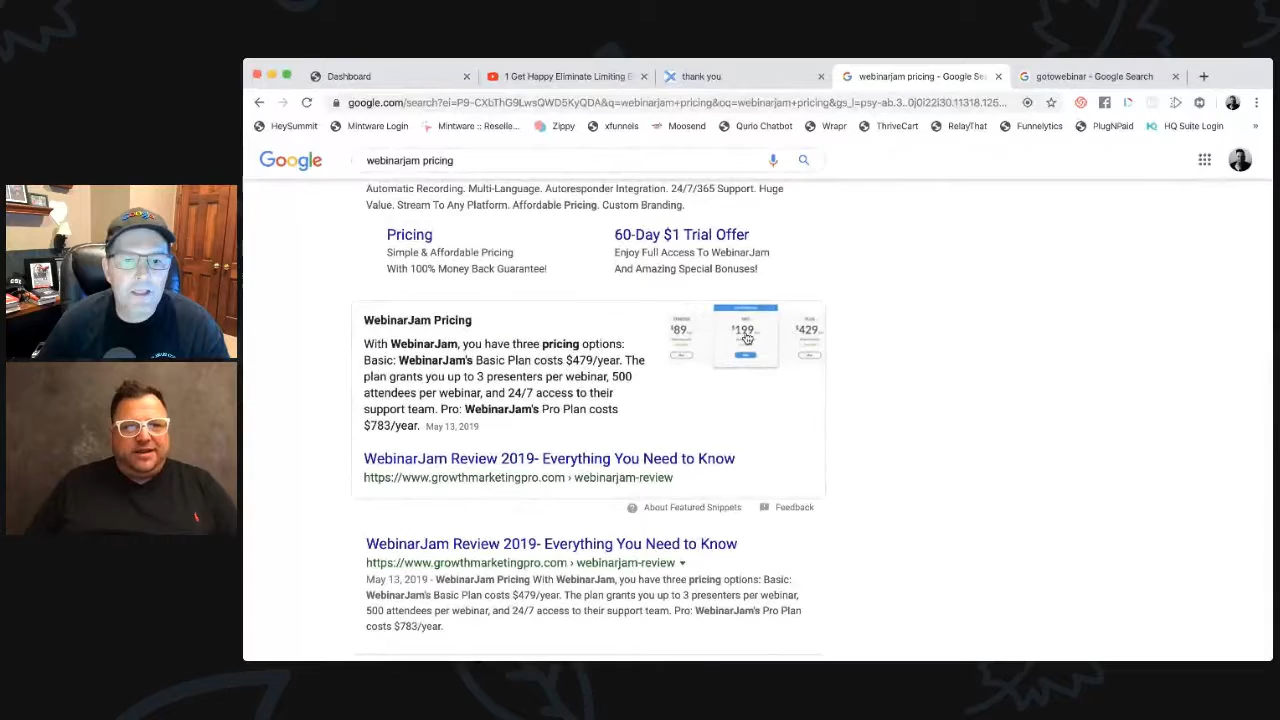 Dashboard
1 Get Happy Eliminate Limiting B
thank you
webinarjam pricing - Google Sea
gotowebinar - Google Search
google.com/search?ei=P9-CXbThG9LwsQWD5KyQDA&q=webinarjam+pricing&oq=webinarjam+pricing&gs_l=psy-ab.3..0j0i22i30.11318.126...
HeySummit
Mintware Login
Mintware :: Reselle...
Zippy
xfunnels
Moosend
Qurio Chatbot
Wrapr
ThriveCart
RelayThat
Funnelytics
PlugNPaid
HQ Suite Login
Google
webinarjam pricing
Automatic Recording. Multi-Language. Autoresponder Integration. 24/7/365 Support. Huge
Value. Stream To Any Platform. Affordable Pricing. Custom Branding.
Pricing
Simple & Affordable Pricing
With 100% Money Back Guarantee!
60-Day $1 Trial Offer
Enjoy Full Access To WebinarJam
And Amazing Special Bonuses!
WebinarJam Pricing
With WebinarJam, you have three pricing options:
Basic: WebinarJam's Basic Plan costs $479/year. The
plan grants you up to 3 presenters per webinar, 500
attendees per webinar, and 24/7 access to their
support team. Pro: WebinarJam's Pro Plan costs
$783/year. May 13, 2019
$89
$199
$429
WebinarJam Review 2019- Everything You Need to Know
https://www.growthmarketingpro.com › webinarjam-review
About Featured Snippets
Feedback
WebinarJam Review 2019- Everything You Need to Know
https://www.growthmarketingpro.com › webinarjam-review
May 13, 2019 - WebinarJam Pricing With WebinarJam, you have three pricing options: Basic:
WebinarJam's Basic Plan costs $479/year. The plan grants you up to 3 presenters per webinar,
500 attendees per webinar, and 24/7 access to their support team. Pro: WebinarJam's Pro Plan
costs $783/year.